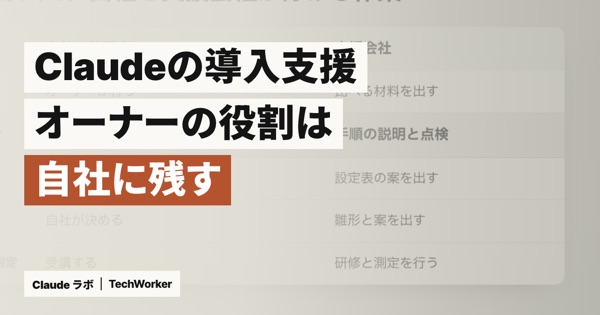 Claudeの導入支援
オーナーの役割は
自社に残す
会社
比べる材料を出す
手順の説明と点検
設定表の案を出す
自社が決める
雛形と案を出す
受講する
研修と測定を行う
Claude ラボ | TechWorker